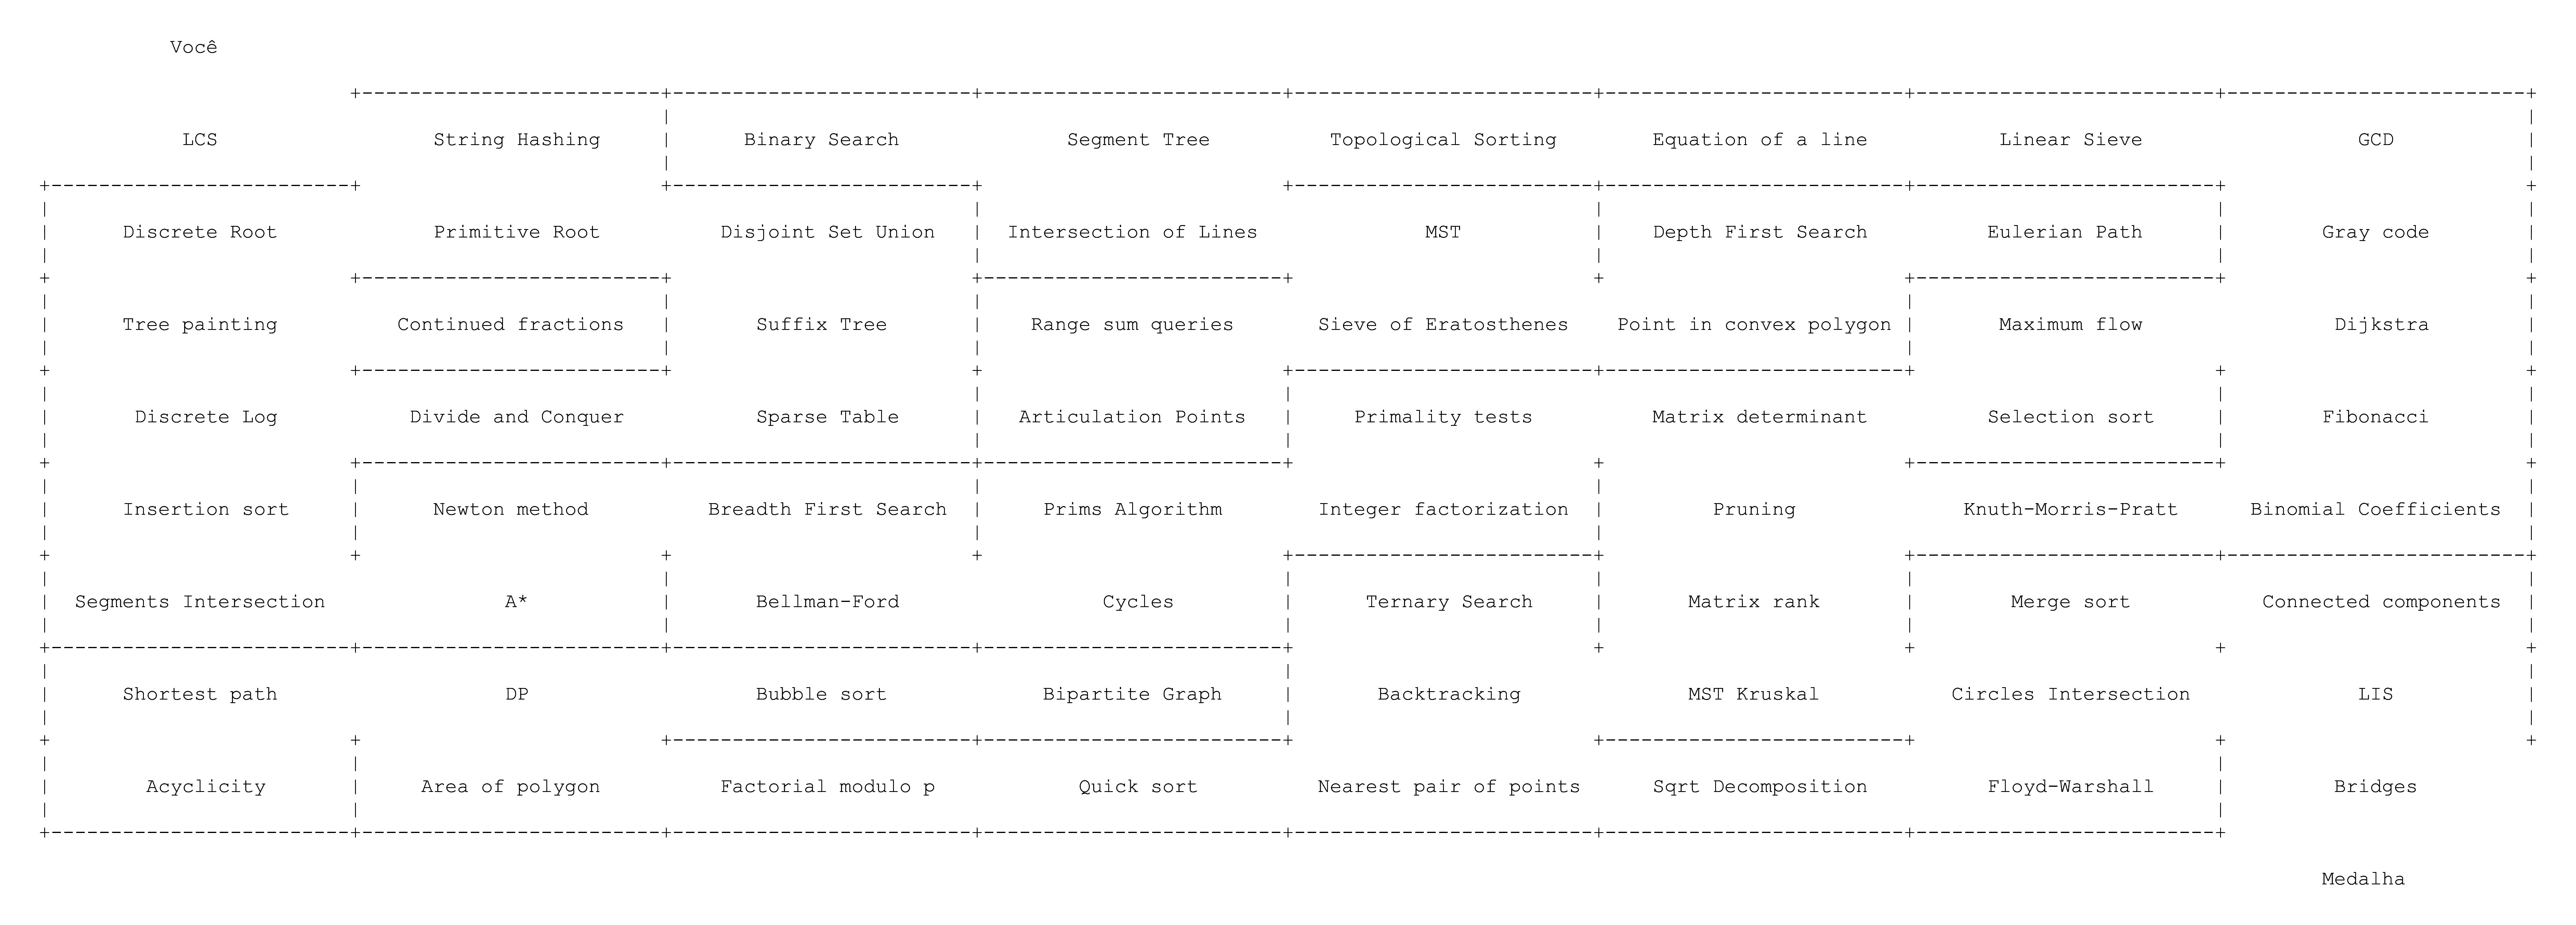 Você
LCS String Hashing Binary Search Segment Tree Topological Sorting Equation of a line Linear Sieve GCD
Discrete Root Primitive Root Disjoint Set Union Intersection of Lines MST Depth First Search Eulerian Path Gray code
Tree painting Continued fractions Suffix Tree Range sum queries Sieve of Eratosthenes Point in convex polygon Maximum flow Dijkstra
Discrete Log Divide and Conquer Sparse Table Articulation Points Primality tests Matrix determinant Selection sort Fibonacci
Insertion sort Newton method Breadth First Search Prims Algorithm Integer factorization Pruning Knuth-Morris-Pratt Binomial Coefficients
Segments Intersection A* Bellman-Ford Cycles Ternary Search Matrix rank Merge sort Connected components
Shortest path DP Bubble sort Bipartite Graph Backtracking MST Kruskal Circles Intersection LIS
Acyclicity Area of polygon Factorial modulo p Quick sort Nearest pair of points Sqrt Decomposition Floyd-Warshall Bridges
Medalha